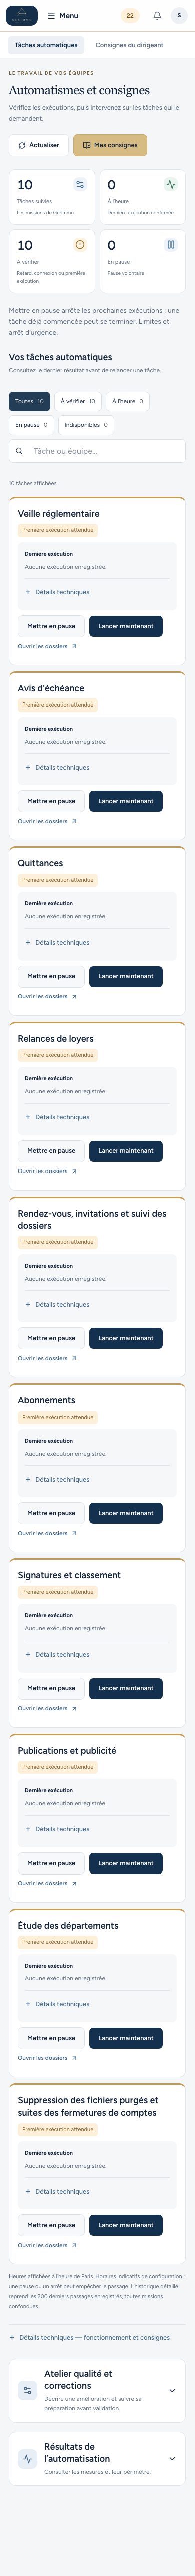 Menu
22
S
Tâches automatiques
Consignes du dirigeant
LE TRAVAIL DE VOS ÉQUIPES
Automatismes et consignes
Vérifiez les exécutions, puis intervenez sur les tâches qui le
demandent.
Actualiser
Mes consignes
10
Tâches suivies
Les missions de Gerimmo
0
À l'heure
Dernière exécution confirmée
10
À vérifier
Retard, connexion ou première
exécution
0
En pause
Pause volontaire
Mettre en pause arrête les prochaines exécutions ; une
tâche déjà commencée peut se terminer. Limites et
arrêt d'urgence.
Vos tâches automatiques
Consultez le dernier résultat avant de relancer une tâche.
Toutes 10
À vérifier 10
À l'heure 0
En pause 0
Indisponibles 0
Tâche ou équipe...
10 tâches affichées
Veille réglementaire
Première exécution attendue
Dernière exécution
Aucune exécution enregistrée.
+ Détails techniques
Mettre en pause
Lancer maintenant
Ouvrir les dossiers
Avis d'échéance
Première exécution attendue
Dernière exécution
Aucune exécution enregistrée.
+ Détails techniques
Mettre en pause
Lancer maintenant
Ouvrir les dossiers
Quittances
Première exécution attendue
Dernière exécution
Aucune exécution enregistrée.
+ Détails techniques
Mettre en pause
Lancer maintenant
Ouvrir les dossiers
Relances de loyers
Première exécution attendue
Dernière exécution
Aucune exécution enregistrée.
+ Détails techniques
Mettre en pause
Lancer maintenant
Ouvrir les dossiers
Rendez-vous, invitations et suivi des
dossiers
Première exécution attendue
Dernière exécution
Aucune exécution enregistrée.
+ Détails techniques
Mettre en pause
Lancer maintenant
Ouvrir les dossiers
Abonnements
Première exécution attendue
Dernière exécution
Aucune exécution enregistrée.
+ Détails techniques
Mettre en pause
Lancer maintenant
Ouvrir les dossiers
Signatures et classement
Première exécution attendue
Dernière exécution
Aucune exécution enregistrée.
+ Détails techniques
Mettre en pause
Lancer maintenant
Ouvrir les dossiers
Publications et publicité
Première exécution attendue
Dernière exécution
Aucune exécution enregistrée.
+ Détails techniques
Mettre en pause
Lancer maintenant
Ouvrir les dossiers
Étude des départements
Première exécution attendue
Dernière exécution
Aucune exécution enregistrée.
+ Détails techniques
Mettre en pause
Lancer maintenant
Ouvrir les dossiers
Suppression des fichiers purgés et
suites des fermetures de comptes
Première exécution attendue
Dernière exécution
Aucune exécution enregistrée.
+ Détails techniques
Mettre en pause
Lancer maintenant
Ouvrir les dossiers
Heures affichées à l'heure de Paris. Horaires indicatifs de configuration ;
une pause ou un arrêt peut empêcher le passage. L'historique détaillé
reprend les 200 derniers passages enregistrés, toutes missions
confondues.
+ Détails techniques — fonctionnement et consignes
Atelier qualité et
corrections
Décrire une amélioration et suivre sa
préparation avant validation.
Résultats de
l'automatisation
Consulter les mesures et leur périmètre.